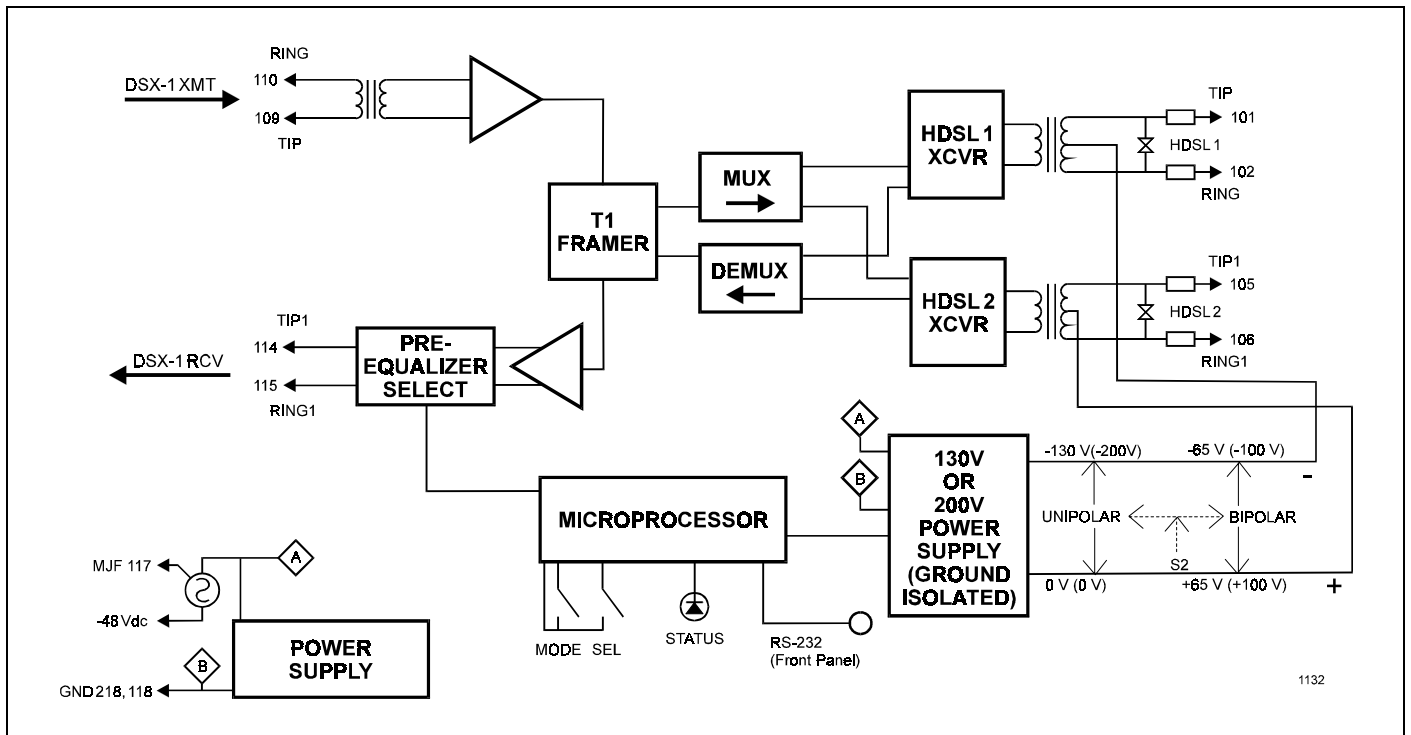 RING
DSX-1 XMT
110
109
TIP
MUX
T1
FRAMER
DEMUX
HDSL 1
XCVR
TIP
101
HDSL 1
102
RING
HDSL 2
XCVR
TIP1
105
HDSL 2
106
RING1
TIP1
114
DSX-1 RCV
115
RING1
PRE-
EQUALIZER
SELECT
MICROPROCESSOR
MODE SEL
STATUS
RS-232
(Front Panel)
A
B
130V
OR
200V
POWER
SUPPLY
(GROUND
ISOLATED)
-130 V(-200V)
-65 V (-100 V)
-
UNIPOLAR
BIPOLAR
S2
0 V (0 V)
+65 V (+100 V)
+
A
MJF 117
-48 Vdc
B
GND 218, 118
POWER
SUPPLY
1132